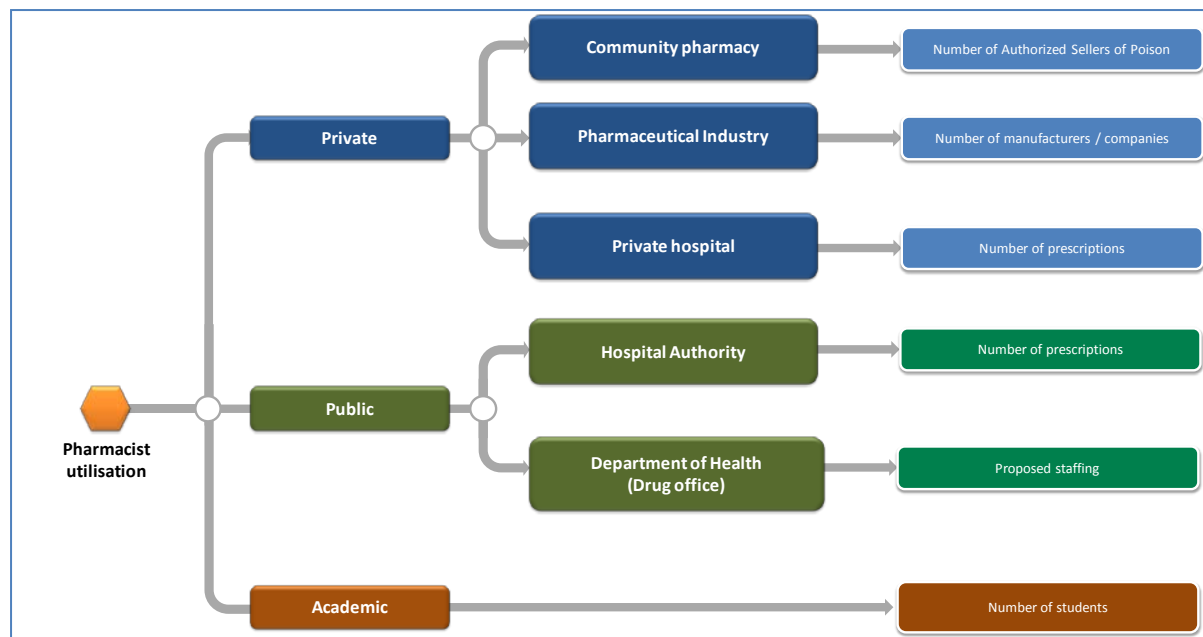 Community pharmacy
Number of Authorized Sellers of Poison
Private
Pharmaceutical Industry
Number of manufacturers / companies
Private hospital
Number of prescriptions
Hospital Authority
Number of prescriptions
Public
Pharmacist
utilisation
Department of Health
(Drug office)
Proposed staffing
Academic
Number of students